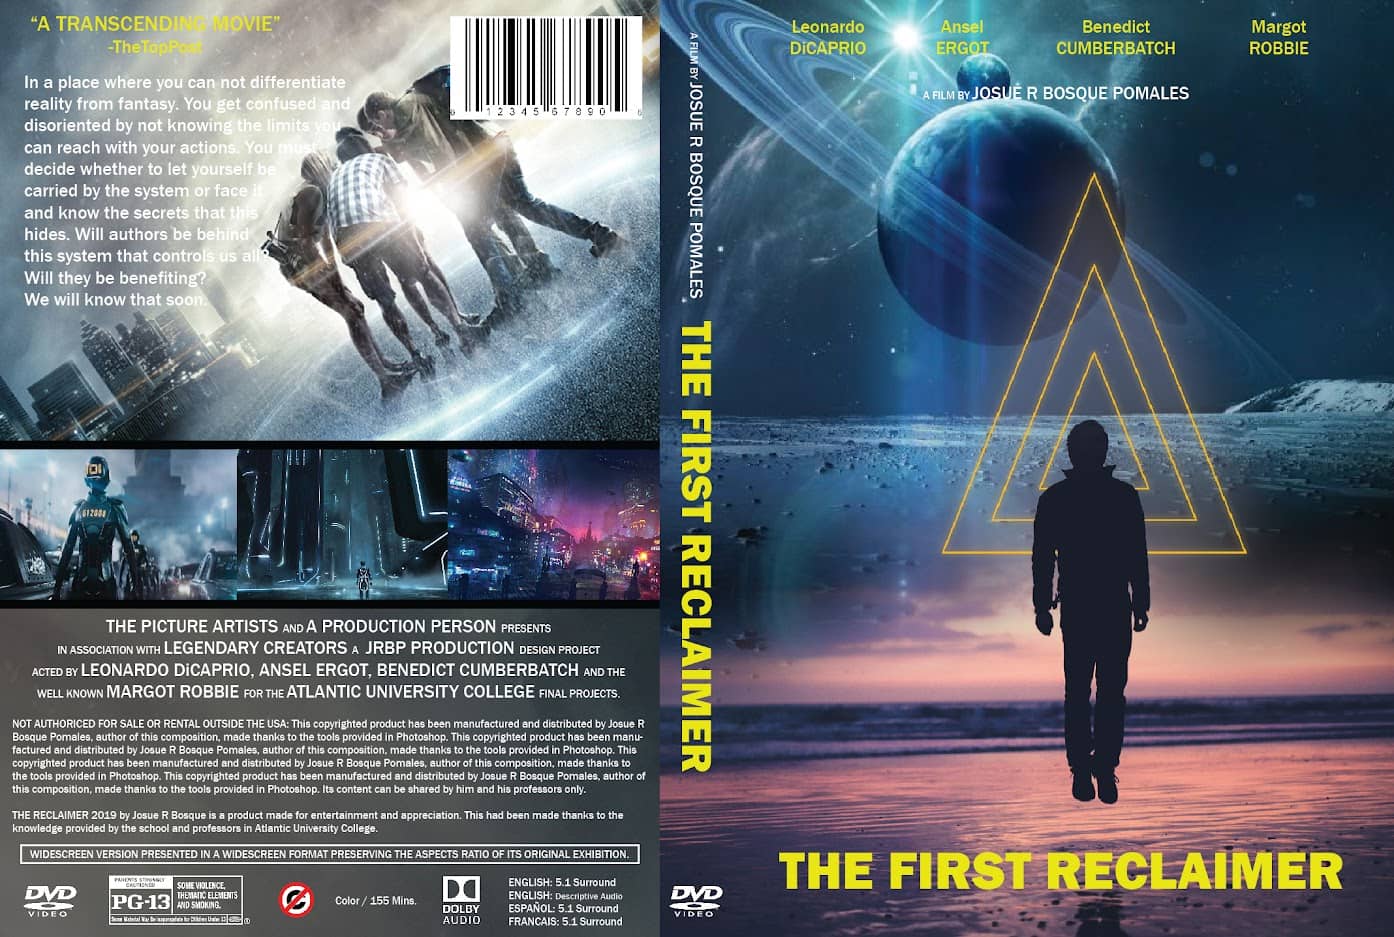 “A TRANSCENDING MOVIE”
-TheTopPost
In a place where you can not differentiate
reality from fantasy. You get confused and
disoriented by not knowing the limits you
can reach with your actions. You must
decide whether to let yourself be
carried by the system or face it
and know the secrets that this
hides. Will authors be behind
this system that controls us all?
Will they be benefiting?
We will know that soon.
12345 67890
G12008
THE PICTURE ARTISTS AND A PRODUCTION PERSON PRESENTS
IN ASSOCIATION WITH LEGENDARY CREATORS A JRBP PRODUCTION DESIGN PROJECT
ACTED BY LEONARDO DiCAPRIO, ANSEL ERGOT, BENEDICT CUMBERBATCH AND THE
WELL KNOWN MARGOT ROBBIE FOR THE ATLANTIC UNIVERSITY COLLEGE FINAL PROJECTS.
NOT AUTHORICED FOR SALE OR RENTAL OUTSIDE THE USA: This copyrighted product has been manufactured and distributed by Josue R
Bosque Pomales, author of this composition, made thanks to the tools provided in Photoshop. This copyrighted product has been manu-
factured and distributed by Josue R Bosque Pomales, author of this composition, made thanks to the tools provided in Photoshop. This
copyrighted product has been manufactured and distributed by Josue R Bosque Pomales, author of this composition, made thanks to
the tools provided in Photoshop. This copyrighted product has been manufactured and distributed by Josue R Bosque Pomales, author of
this composition, made thanks to the tools provided in Photoshop. Its content can be shared by him and his professors only.
THE RECLAIMER 2019 by Josue R Bosque is a product made for entertainment and appreciation. This had been made thanks to the
knowledge provided by the school and professors in Atlantic University College.
WIDESCREEN VERSION PRESENTED IN A WIDESCREEN FORMAT PRESERVING THE ASPECTS RATIO OF ITS ORIGINAL EXHIBITION.
DVD
VIDEO
PARENTS STRONGLY CAUTIONED
PG-13
SOME VIOLENCE,
THEMATIC ELEMENTS
AND SMOKING.
Some Material May Be Inappropriate for Children Under 13
Color / 155 Mins.
DOLBY
AUDIO
ENGLISH: 5.1 Surround
ENGLISH: Descriptive Audio
ESPAÑOL: 5.1 Surround
FRANCAIS: 5.1 Surround
A FILM BY JOSUE R BOSQUE POMALES
THE FIRST RECLAIMER
DVD
VIDEO
Leonardo
DiCAPRIO
Ansel
ERGOT
Benedict
CUMBERBATCH
Margot
ROBBIE
A FILM BY JOSUE R BOSQUE POMALES
THE FIRST RECLAIMER